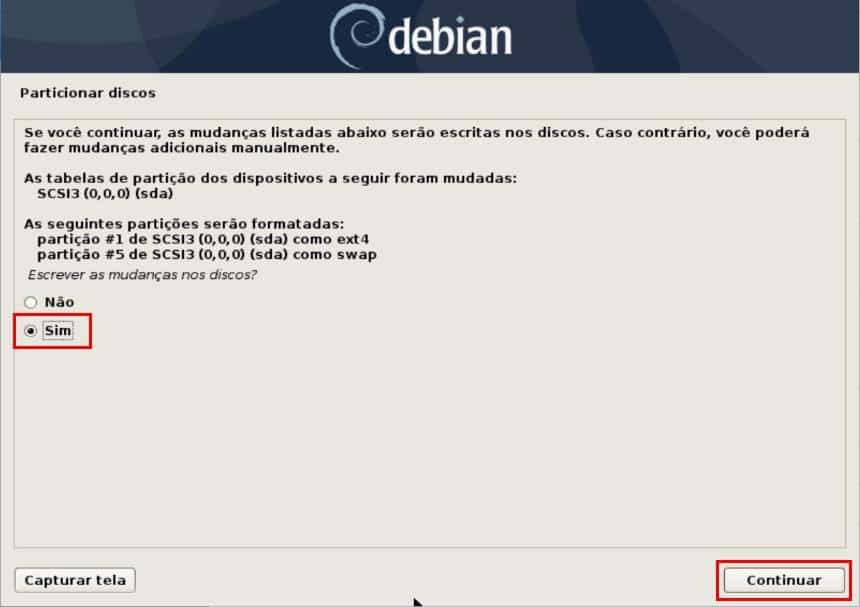 debian
Particionar discos
Se você continuar, as mudanças listadas abaixo serão escritas nos discos. Caso contrário, você poderá
fazer mudanças adicionais manualmente.
As tabelas de partição dos dispositivos a seguir foram mudadas:
SCSI3 (0,0,0) (sda)
As seguintes partições serão formatadas:
partição #1 de SCSI3 (0,0,0) (sda) como ext4
partição #5 de SCSI3 (0,0,0) (sda) como swap
Escrever as mudanças nos discos?
Não
Sim
Capturar tela
Continuar